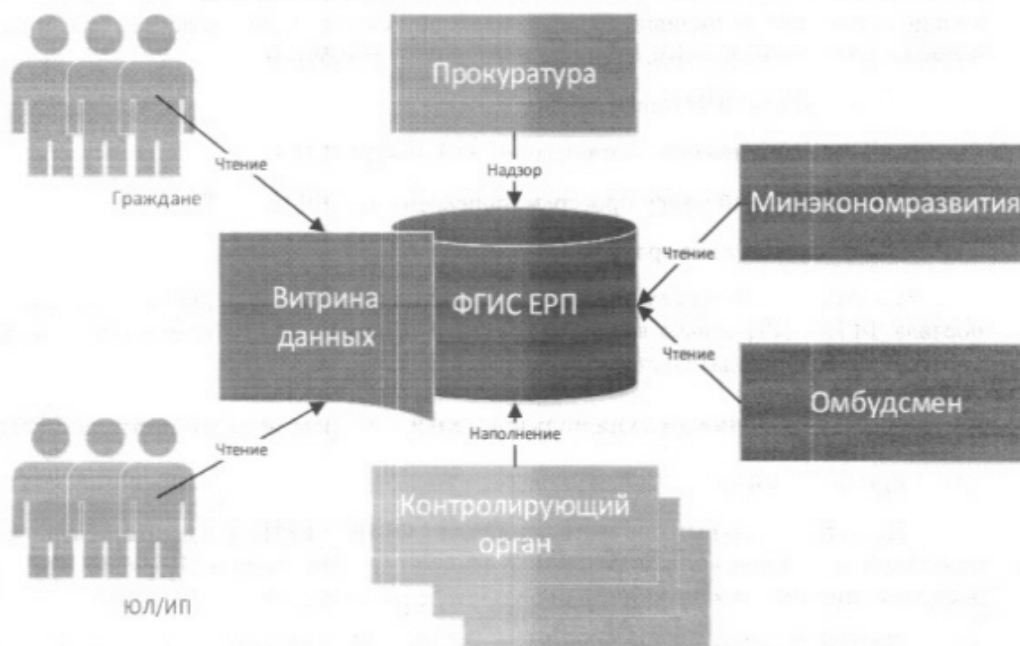 Прокуратура
Чтение
Граждане
Надзор
Минэкономразвития
Чтение
Витрина
данных
ФГИС ЕРП
Чтение
Омбудсмен
Чтение
Наполнение
Контролирующий
орган
ЮЛ/ИП